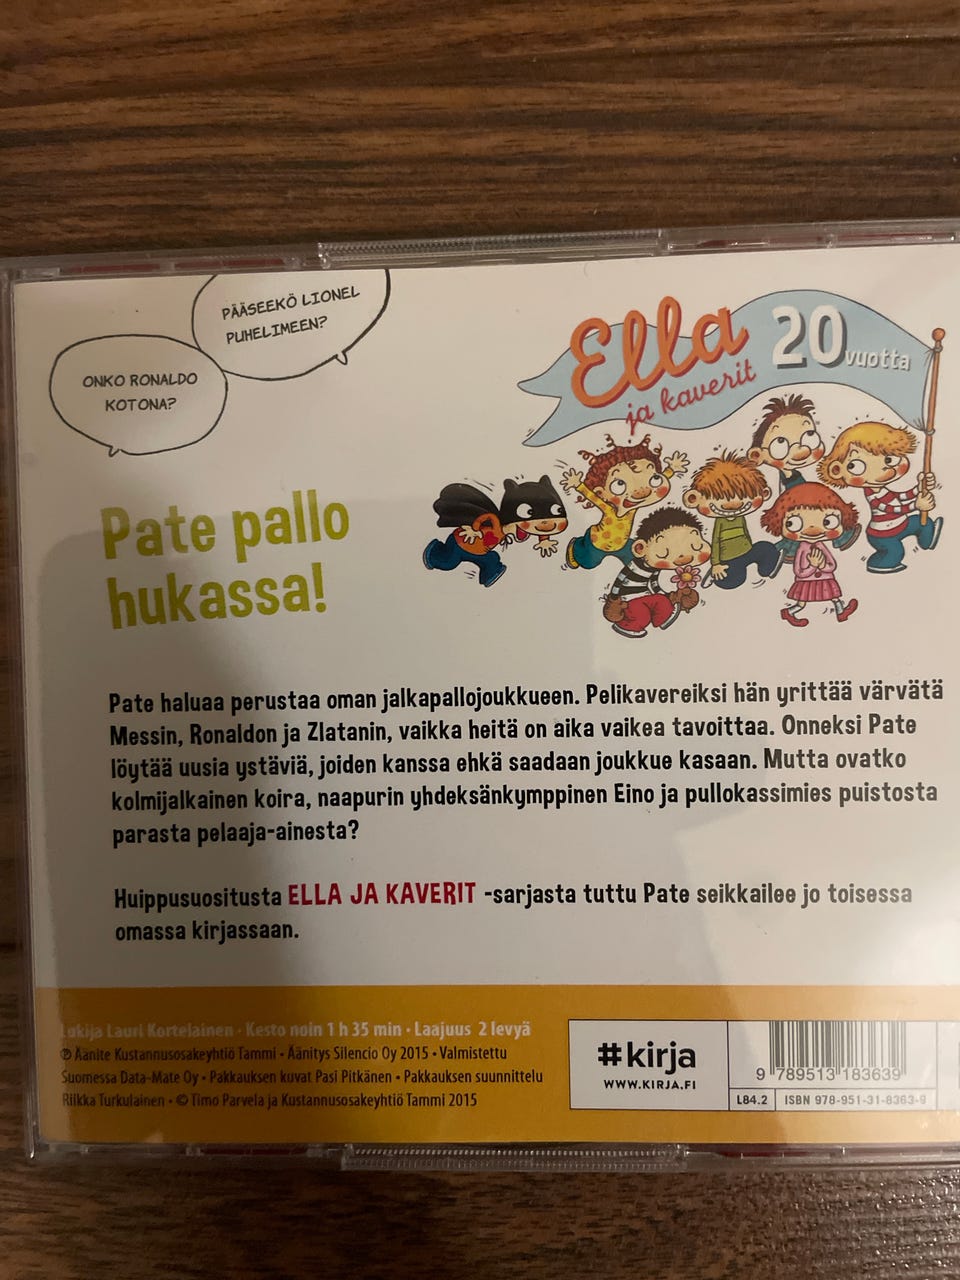 PÄÄSEEKÖ LIONEL
PUHELIMEEN?
ONKO RONALDO
KOTONA?
Ella
ja kaverit
20
vuotta
Pate pallo
hukassa!
Pate haluaa perustaa oman jalkapallojoukkueen. Pelikavereiksi hän yrittää värvätä
Messin, Ronaldon ja Zlatanin, vaikka heitä on aika vaikea tavoittaa. Onneksi Pate
löytää uusia ystäviä, joiden kanssa ehkä saadaan joukkue kasaan. Mutta ovatko
kolmijalkainen koira, naapurin yhdeksänkymppinen Eino ja pullokassimies puistosta
parasta pelaaja-ainesta?
Huippusuositusta ELLA JA KAVERIT -sarjasta tuttu Pate seikkailee jo toisessa
omassa kirjassaan.
Lukija Lauri Kortelainen • Kesto noin 1 h 35 min • Laajuus 2 levyä
℗ Äänite Kustannusosakeyhtiö Tammi • Äänitys Silencio Oy 2015 • Valmistettu
Suomessa Data-Mate Oy • Pakkauksen kuvat Pasi Pitkänen • Pakkauksen suunnittelu
Riikka Turkulainen • © Timo Parvela ja Kustannusosakeyhtiö Tammi 2015
#kirja
WWW.KIRJA.FI
9 789513 183639
L84.2
ISBN 978-951-31-8363-9